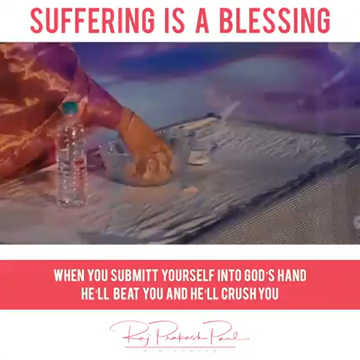 SUFFERING IS A BLESSING
WHEN YOU SUBMITT YOURSELF INTO GOD'S HAND
HE'LL BEAT YOU AND HE'LL CRUSH YOU
Raj Prakash Paul
MINISTRIES